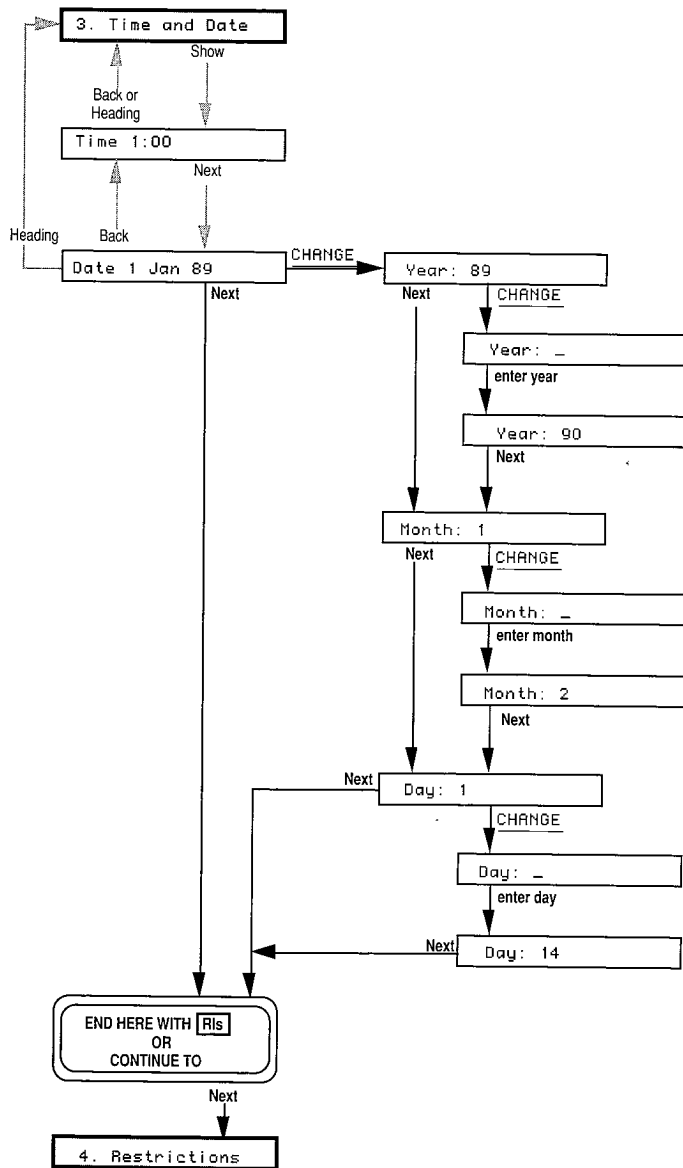 3. Time and Date
Show
Back or
Heading
Time 1:00
Next
Heading
Back
Date 1 Jan 89
CHANGE
Year: 89
Next
Next
CHANGE
Year: _
enter year
Year: 90
Next
Month: 1
Next
CHANGE
Month: _
enter month
Month: 2
Next
Next
Day: 1
CHANGE
Day: _
enter day
Next
Day: 14
END HERE WITH Rls
OR
CONTINUE TO
Next
4. Restrictions